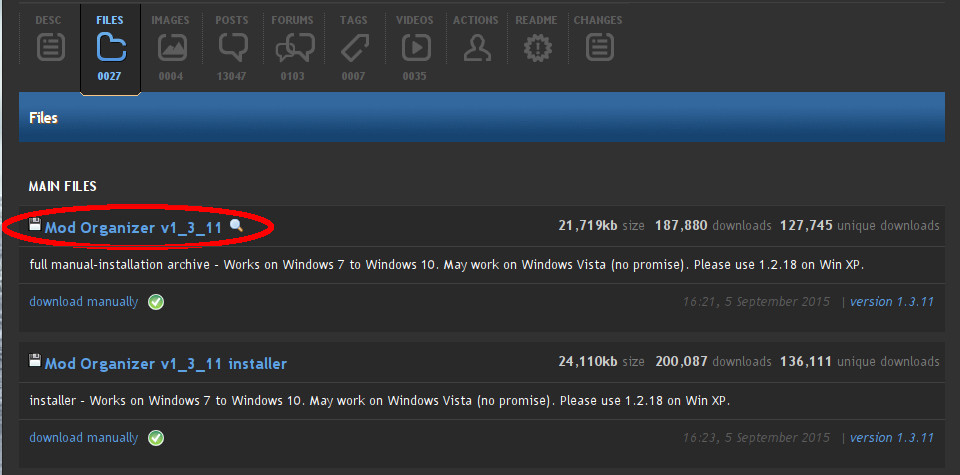 DESC FILES IMAGES POSTS FORUMS TAGS VIDEOS ACTIONS README CHANGES
0027 0004 13047 0103 0007 0035
Files
MAIN FILES
Mod Organizer v1_3_11 21,719kb size 187,880 downloads 127,745 unique downloads
full manual-installation archive - Works on Windows 7 to Windows 10. May work on Windows Vista (no promise). Please use 1.2.18 on Win XP.
download manually 16:21, 5 September 2015 | version 1.3.11
Mod Organizer v1_3_11 installer 24,110kb size 200,087 downloads 136,111 unique downloads
installer - Works on Windows 7 to Windows 10. May work on Windows Vista (no promise). Please use 1.2.18 on Win XP.
download manually 16:23, 5 September 2015 | version 1.3.11